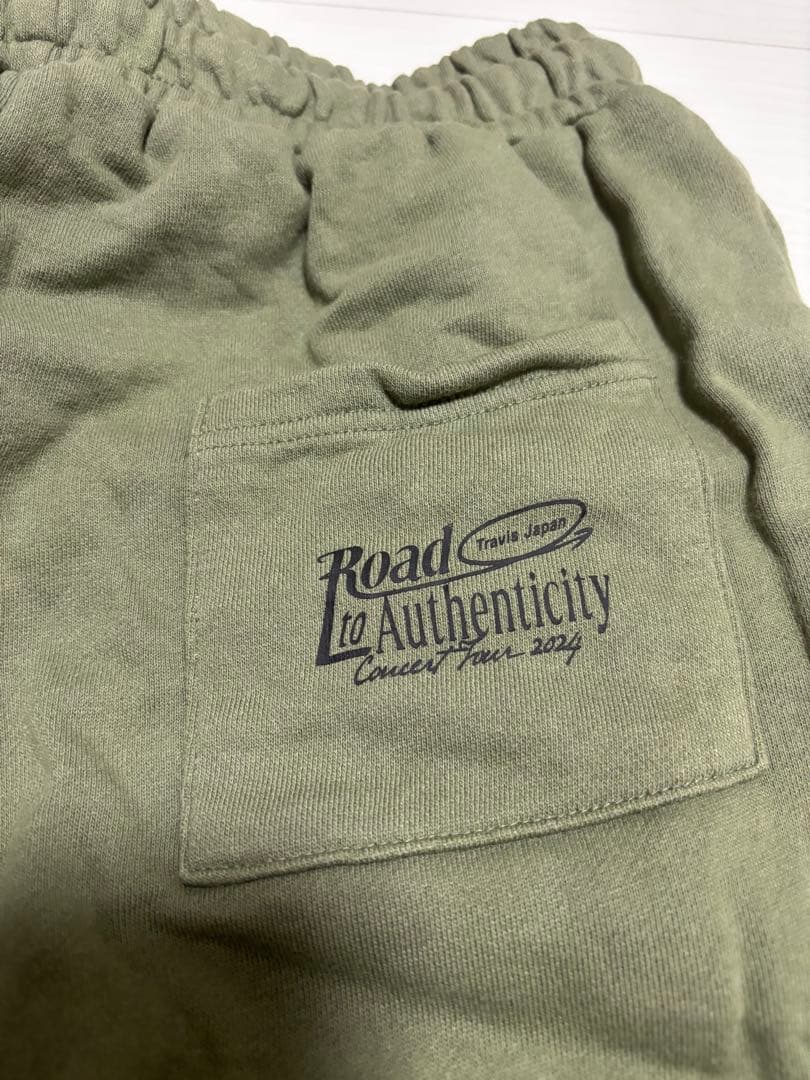 Road Travis Japan
to Authenticity
Concert Tour 2024